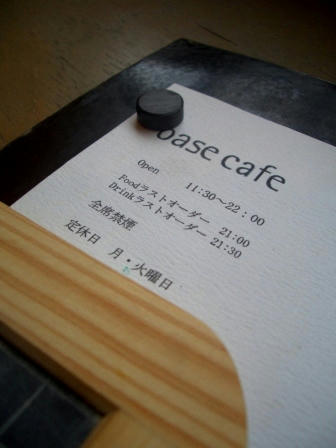 oase cafe
Open 11:30～22:00
Foodラストオーダー 21:00
Drinkラストオーダー 21:30
全席禁煙
定休日 月・火曜日